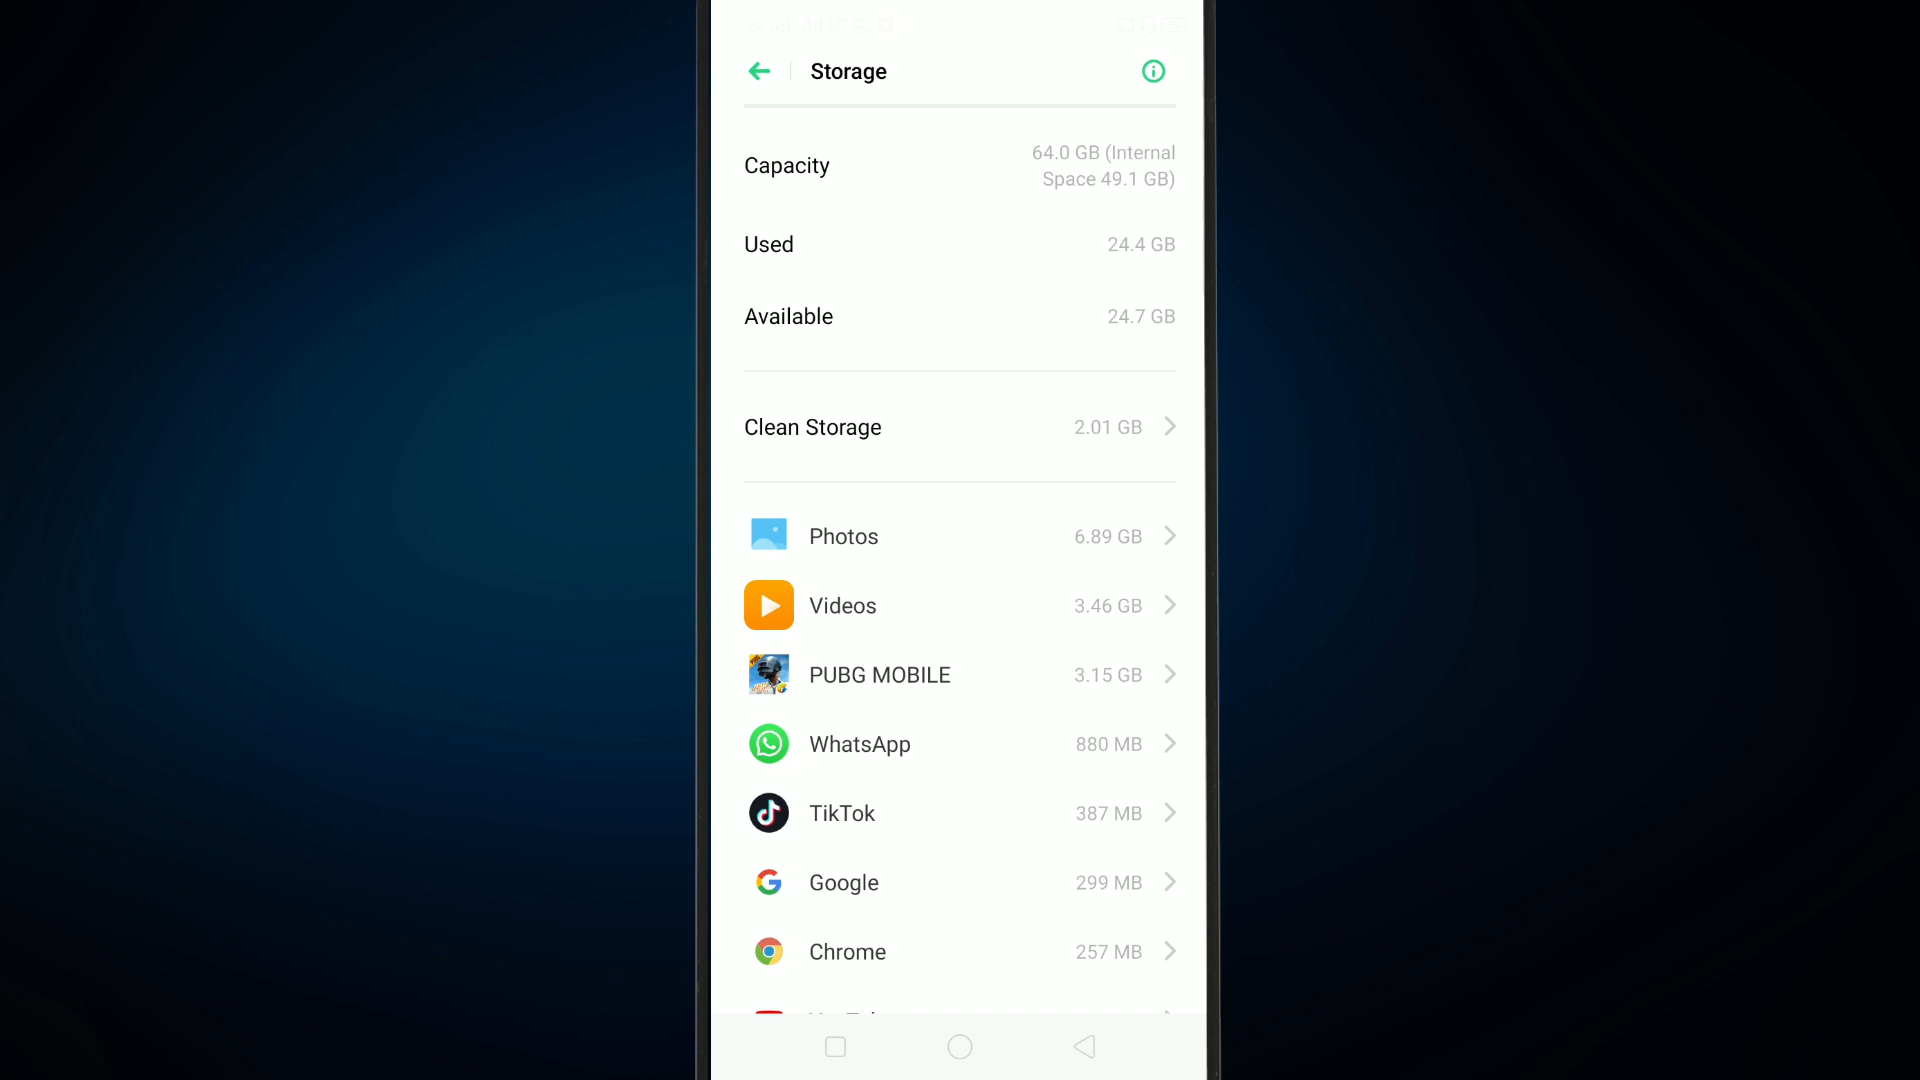 Storage
Capacity
64.0 GB (Internal
Space 49.1 GB)
Used
24.4 GB
Available
24.7 GB
Clean Storage
2.01 GB
Photos
6.89 GB
Videos
3.46 GB
PUBG MOBILE
3.15 GB
WhatsApp
880 MB
TikTok
387 MB
Google
299 MB
Chrome
257 MB